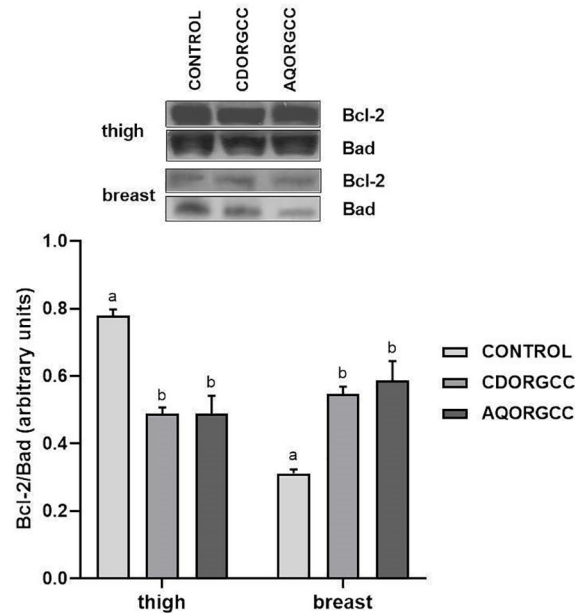 CONTROL CDORGCC AQORGCC
thigh
Bcl-2
Bad
breast
Bcl-2
Bad
Bcl-2/Bad (arbitrary units)
1.0
0.8
0.6
0.4
0.2
0.0
a b b
a b b
thigh breast
CONTROL
CDORGCC
AQORGCC